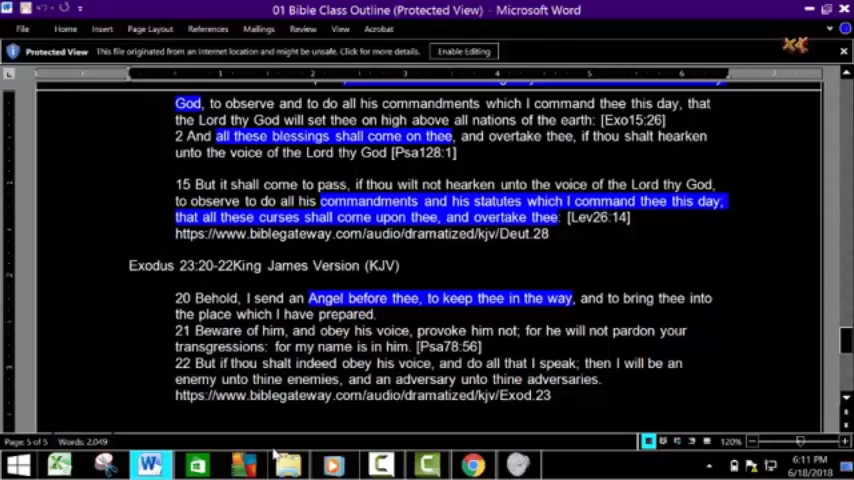 01 Bible Class Outline (Protected View) - Microsoft Word
File Home Insert Page Layout References Mailings Review View Acrobat
Protected View This file originated from an Internet location and might be unsafe. Click for more details. Enable Editing
God, to observe and to do all his commandments which I command thee this day, that
the Lord thy God will set thee on high above all nations of the earth: [Exo15:26]
2 And all these blessings shall come on thee, and overtake thee, if thou shalt hearken
unto the voice of the Lord thy God [Psa128:1]
15 But it shall come to pass, if thou wilt not hearken unto the voice of the Lord thy God,
to observe to do all his commandments and his statutes which I command thee this day;
that all these curses shall come upon thee, and overtake thee: [Lev26:14]
https://www.biblegateway.com/audio/dramatized/kjv/Deut.28
Exodus 23:20-22King James Version (KJV)
20 Behold, I send an Angel before thee, to keep thee in the way, and to bring thee into
the place which I have prepared.
21 Beware of him, and obey his voice, provoke him not; for he will not pardon your
transgressions: for my name is in him. [Psa78:56]
22 But if thou shalt indeed obey his voice, and do all that I speak; then I will be an
enemy unto thine enemies, and an adversary unto thine adversaries.
https://www.biblegateway.com/audio/dramatized/kjv/Exod.23
Page: 5 of 5 Words: 2,049 120%
6:11 PM
6/18/2018